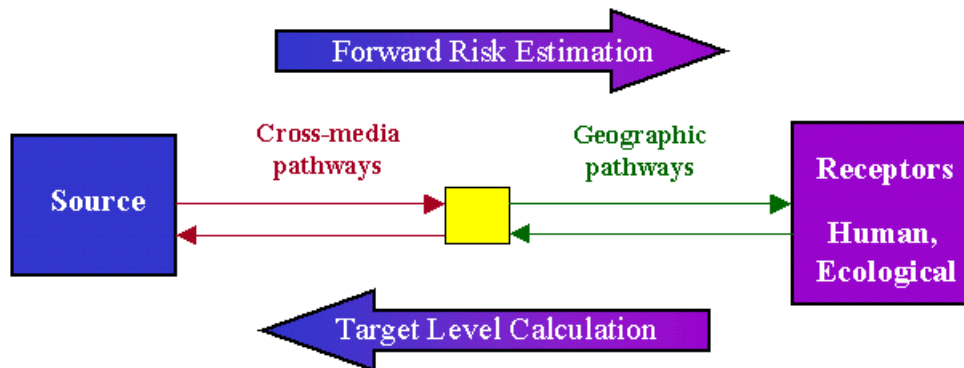 Forward Risk Estimation
Cross-media
pathways
Geographic
pathways
Source
Receptors
Human,
Ecological
Target Level Calculation